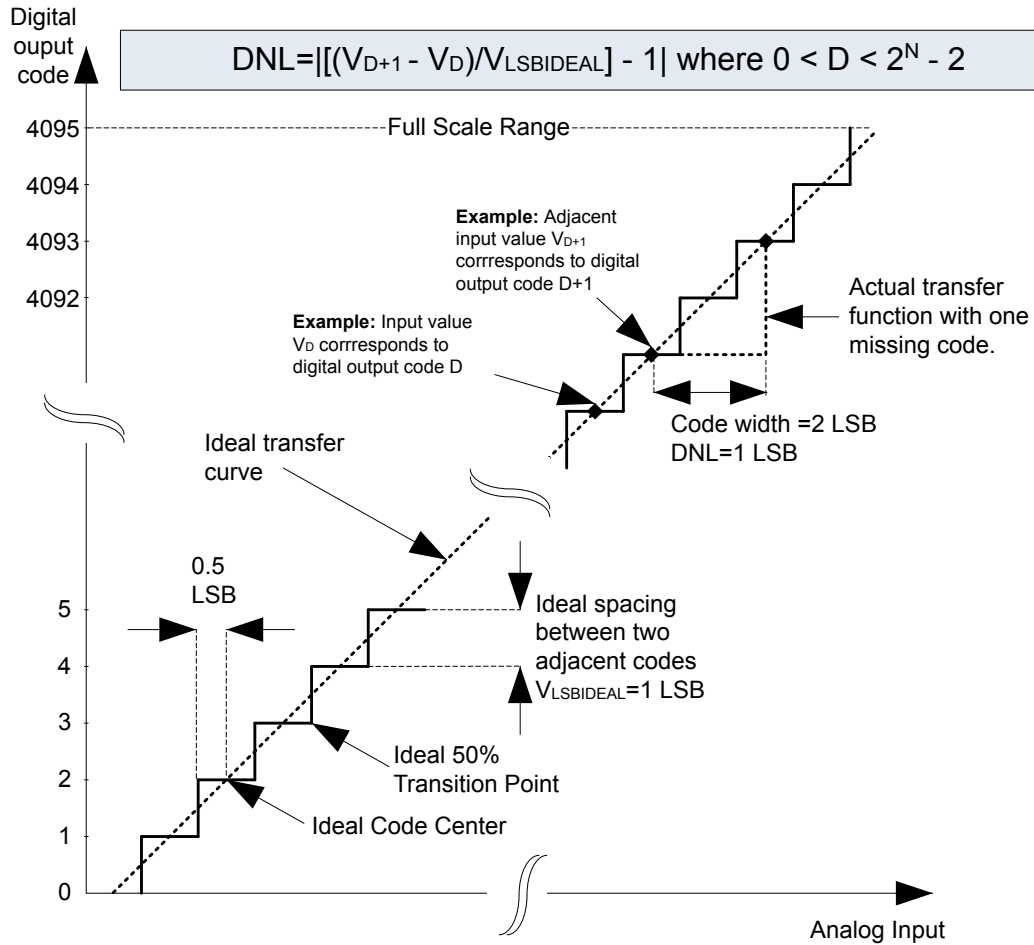 Digital
ouput
code
DNL=|[(VD+1 - VD)/VLSBIDEAL] - 1| where 0 < D < 2^N - 2
4095
Full Scale Range
4094
4093
4092
Example: Adjacent
input value VD+1
corrresponds to digital
output code D+1
Example: Input value
VD corrresponds to
digital output code D
Actual transfer
function with one
missing code.
Code width =2 LSB
DNL=1 LSB
Ideal transfer
curve
0.5
LSB
5
4
3
2
1
0
Ideal spacing
between two
adjacent codes
VLSBIDEAL=1 LSB
Ideal 50%
Transition Point
Ideal Code Center
Analog Input